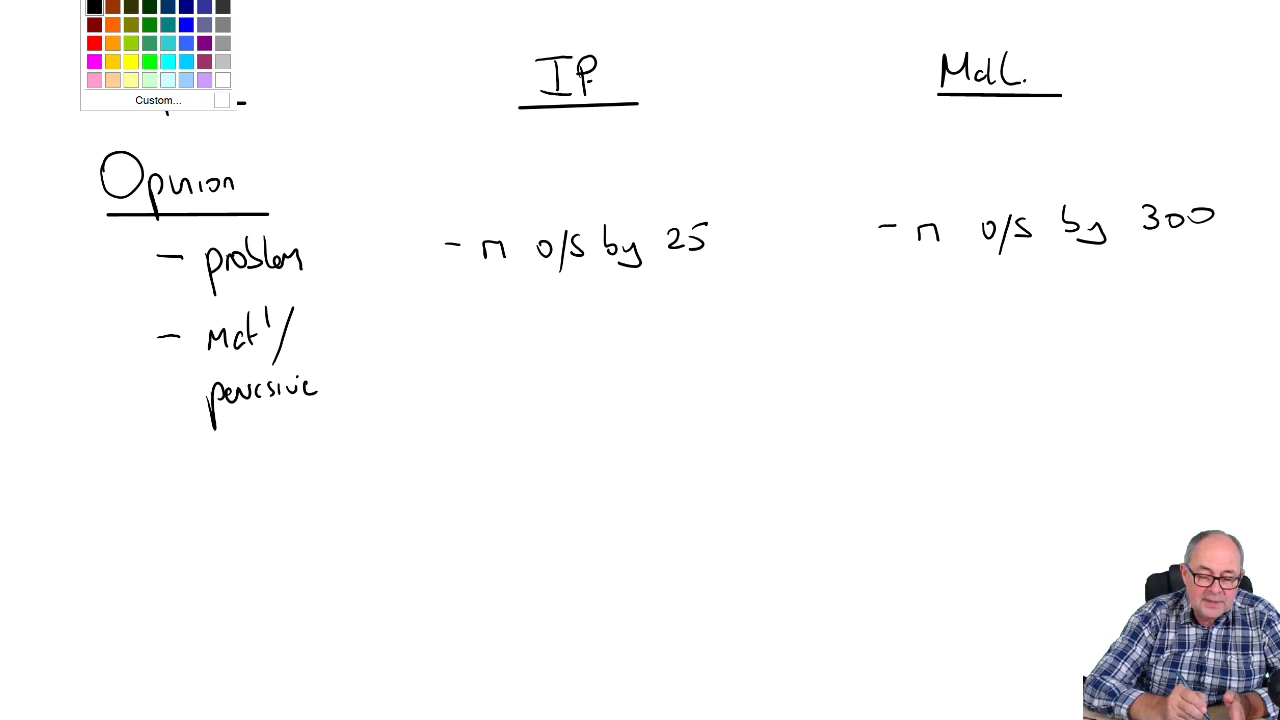 Custom...
IP.
MdL.
Opinion
- problem
- π o/s by 25
- π o/s by 300
- Mat'l/
pervasive